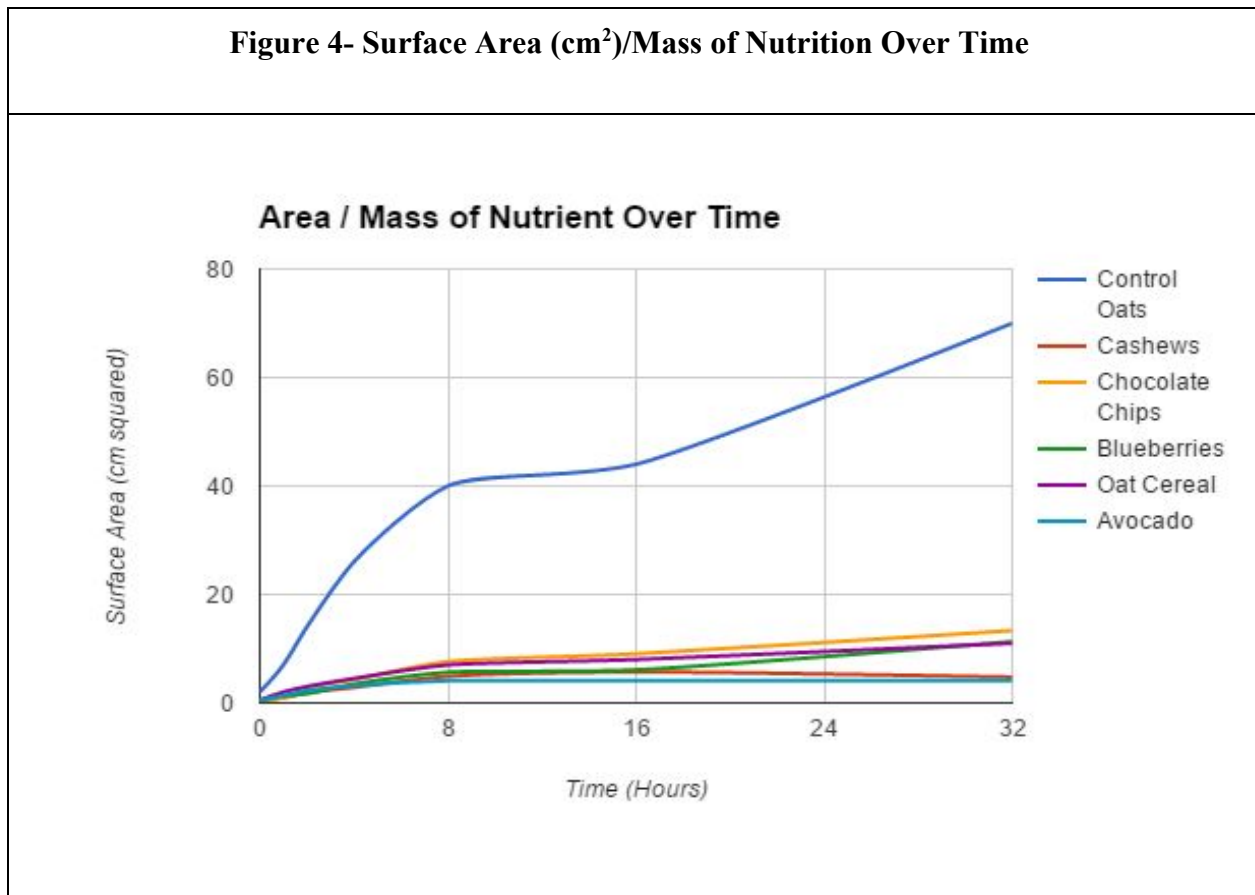 Figure 4- Surface Area (cm²)/Mass of Nutrition Over Time
Area / Mass of Nutrient Over Time
80
60
40
20
0
Surface Area (cm squared)
0 8 16 24 32
Time (Hours)
Control
Oats
Cashews
Chocolate
Chips
Blueberries
Oat Cereal
Avocado